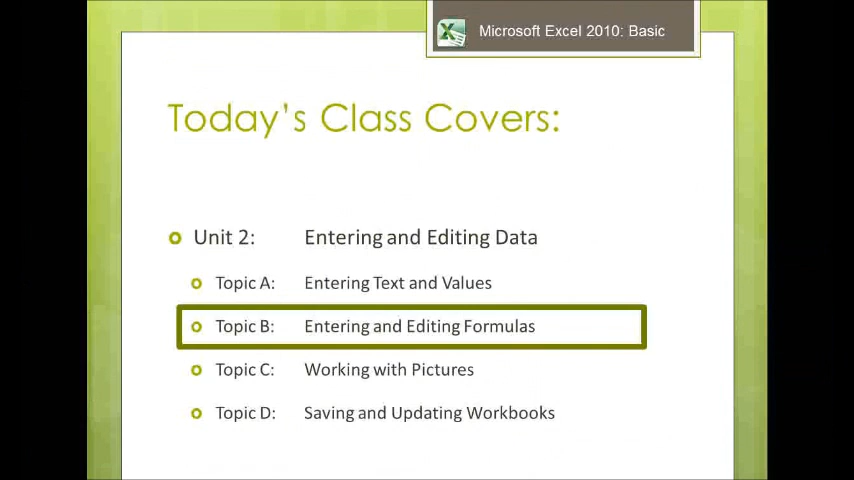 Microsoft Excel 2010: Basic
Today's Class Covers:
Unit 2: Entering and Editing Data
Topic A: Entering Text and Values
Topic B: Entering and Editing Formulas
Topic C: Working with Pictures
Topic D: Saving and Updating Workbooks